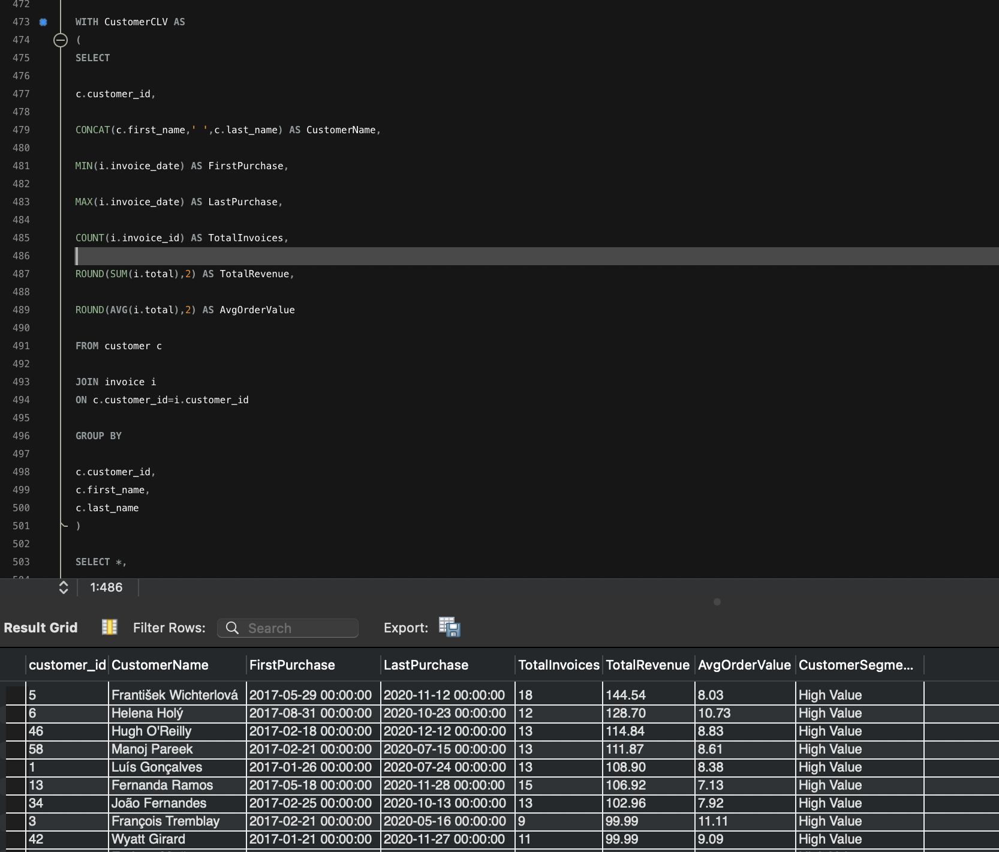 472
473 WITH CustomerCLV AS
474 (
475 SELECT
476
477 c.customer_id,
478
479 CONCAT(c.first_name,' ',c.last_name) AS CustomerName,
480
481 MIN(i.invoice_date) AS FirstPurchase,
482
483 MAX(i.invoice_date) AS LastPurchase,
484
485 COUNT(i.invoice_id) AS TotalInvoices,
486
487 ROUND(SUM(i.total),2) AS TotalRevenue,
488
489 ROUND(AVG(i.total),2) AS AvgOrderValue
490
491 FROM customer c
492
493 JOIN invoice i
494 ON c.customer_id=i.customer_id
495
496 GROUP BY
497
498 c.customer_id,
499 c.first_name,
500 c.last_name
501 )
502
503 SELECT *,
1:486
Result Grid Filter Rows: Search Export:
customer_id CustomerName FirstPurchase LastPurchase TotalInvoices TotalRevenue AvgOrderValue CustomerSegme...
5 František Wichterlová 2017-05-29 00:00:00 2020-11-12 00:00:00 18 144.54 8.03 High Value
6 Helena Holý 2017-08-31 00:00:00 2020-10-23 00:00:00 12 128.70 10.73 High Value
46 Hugh O'Reilly 2017-02-18 00:00:00 2020-12-12 00:00:00 13 114.84 8.83 High Value
58 Manoj Pareek 2017-02-21 00:00:00 2020-07-15 00:00:00 13 111.87 8.61 High Value
1 Luís Gonçalves 2017-01-26 00:00:00 2020-07-24 00:00:00 13 108.90 8.38 High Value
13 Fernanda Ramos 2017-05-18 00:00:00 2020-11-28 00:00:00 15 106.92 7.13 High Value
34 João Fernandes 2017-02-25 00:00:00 2020-10-13 00:00:00 13 102.96 7.92 High Value
3 François Tremblay 2017-02-21 00:00:00 2020-05-16 00:00:00 9 99.99 11.11 High Value
42 Wyatt Girard 2017-01-21 00:00:00 2020-11-27 00:00:00 11 99.99 9.09 High Value